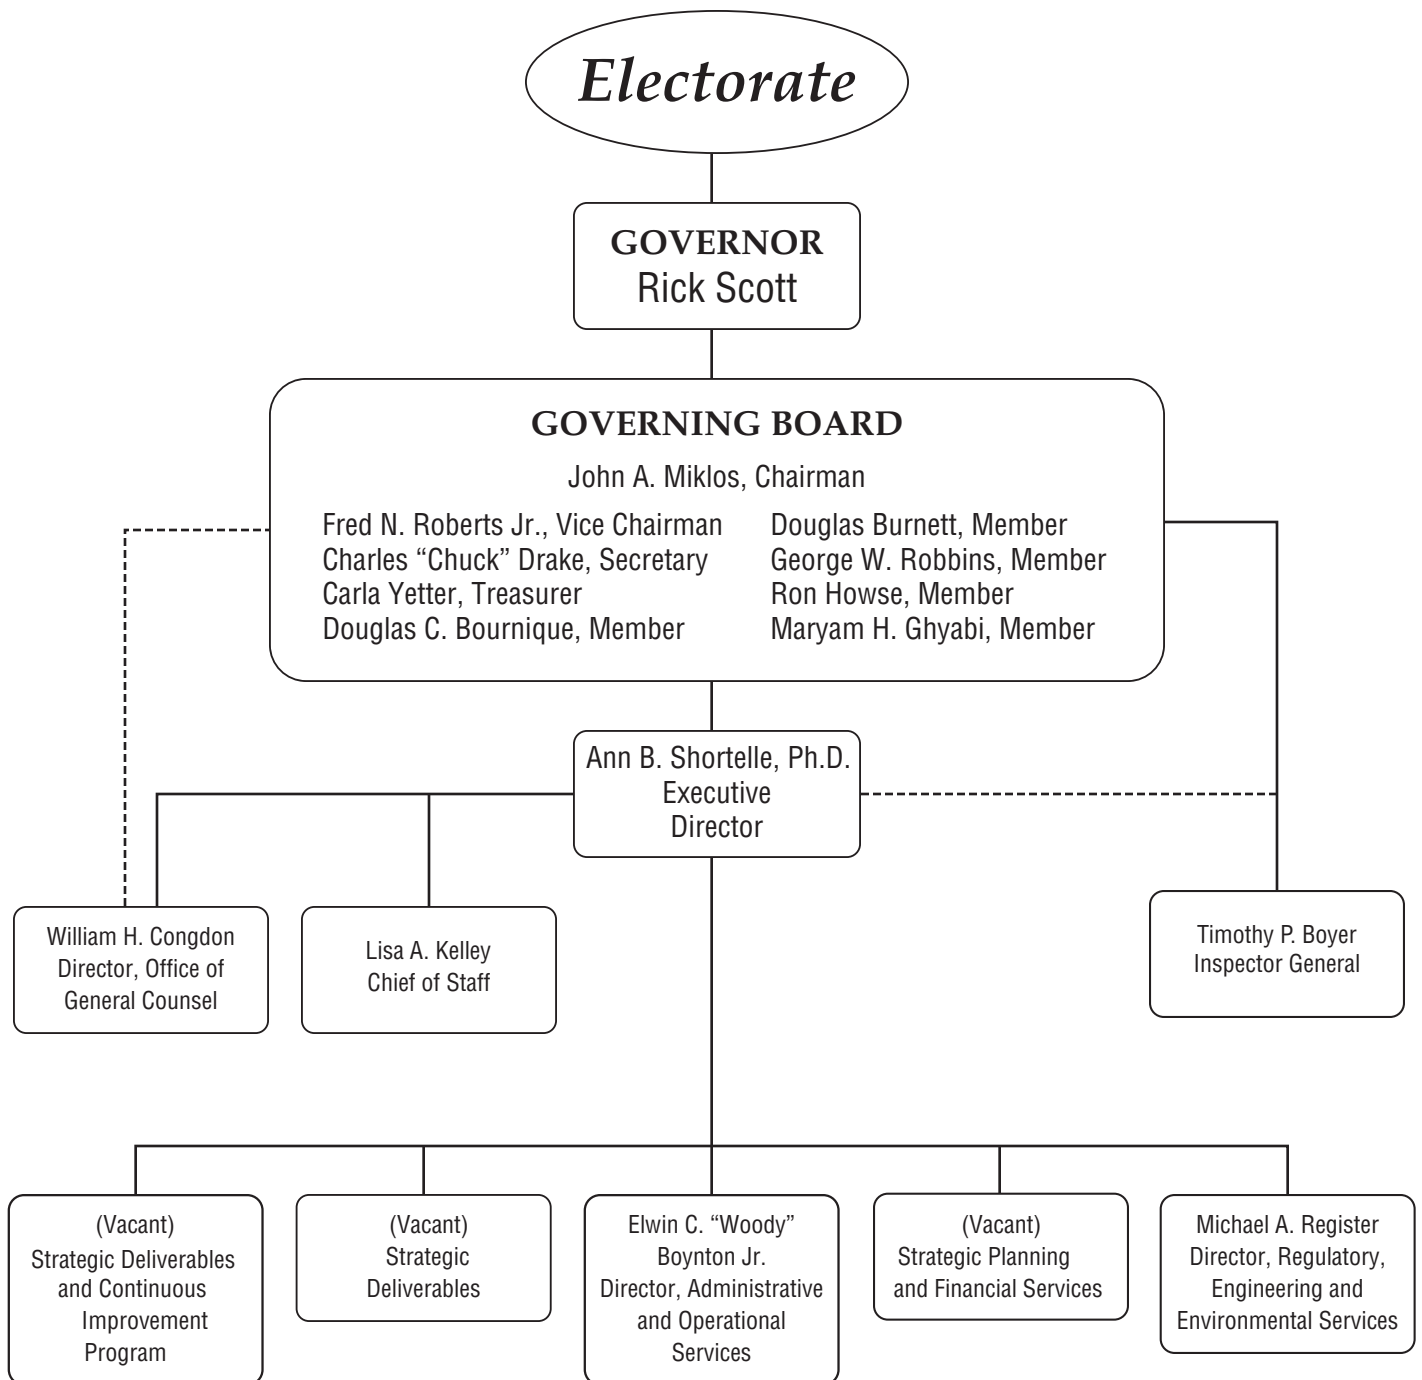 Electorate
GOVERNOR
Rick Scott
GOVERNING BOARD
John A. Miklos, Chairman
Fred N. Roberts Jr., Vice Chairman
Charles “Chuck” Drake, Secretary
Carla Yetter, Treasurer
Douglas C. Bournique, Member
Douglas Burnett, Member
George W. Robbins, Member
Ron Howse, Member
Maryam H. Ghyabi, Member
Ann B. Shortelle, Ph.D.
Executive
Director
William H. Congdon
Director, Office of
General Counsel
Lisa A. Kelley
Chief of Staff
Timothy P. Boyer
Inspector General
(Vacant)
Strategic Deliverables
and Continuous
Improvement
Program
(Vacant)
Strategic
Deliverables
Elwin C. “Woody”
Boynton Jr.
Director, Administrative
and Operational
Services
(Vacant)
Strategic Planning
and Financial Services
Michael A. Register
Director, Regulatory,
Engineering and
Environmental Services